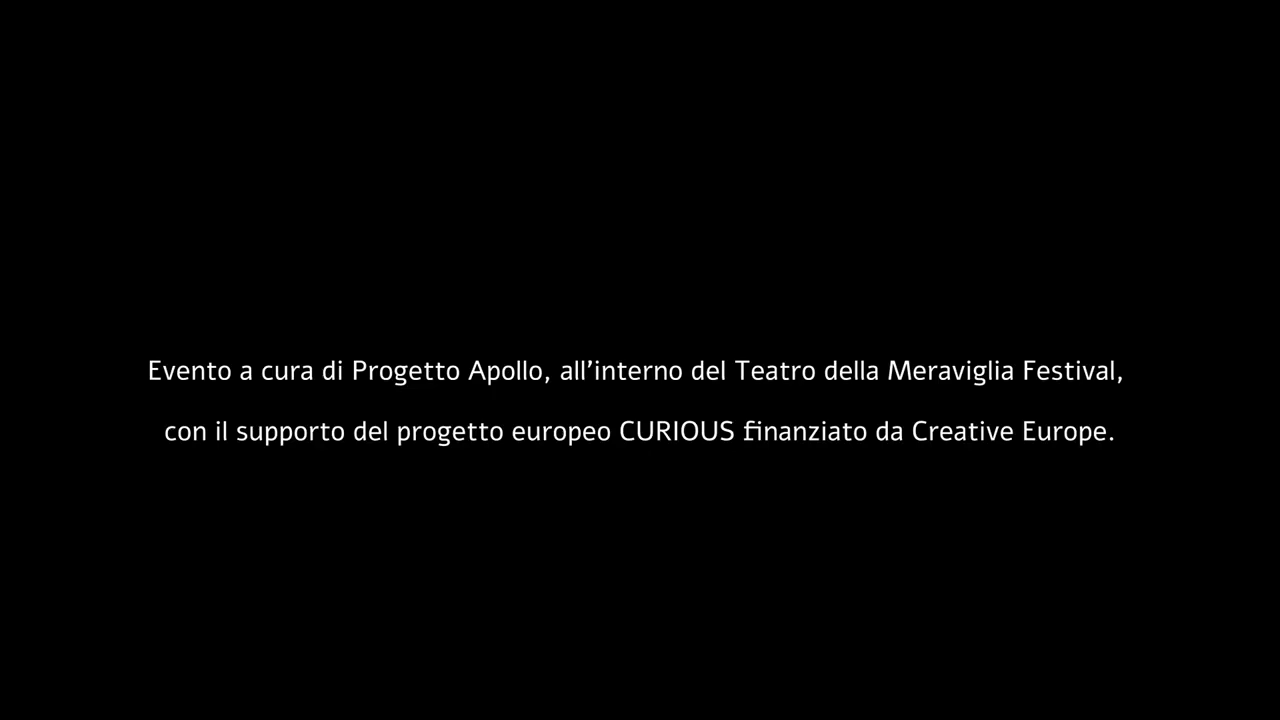 Evento a cura di Progetto Apollo, all’interno del Teatro della Meraviglia Festival,
con il supporto del progetto europeo CURIOUS finanziato da Creative Europe.